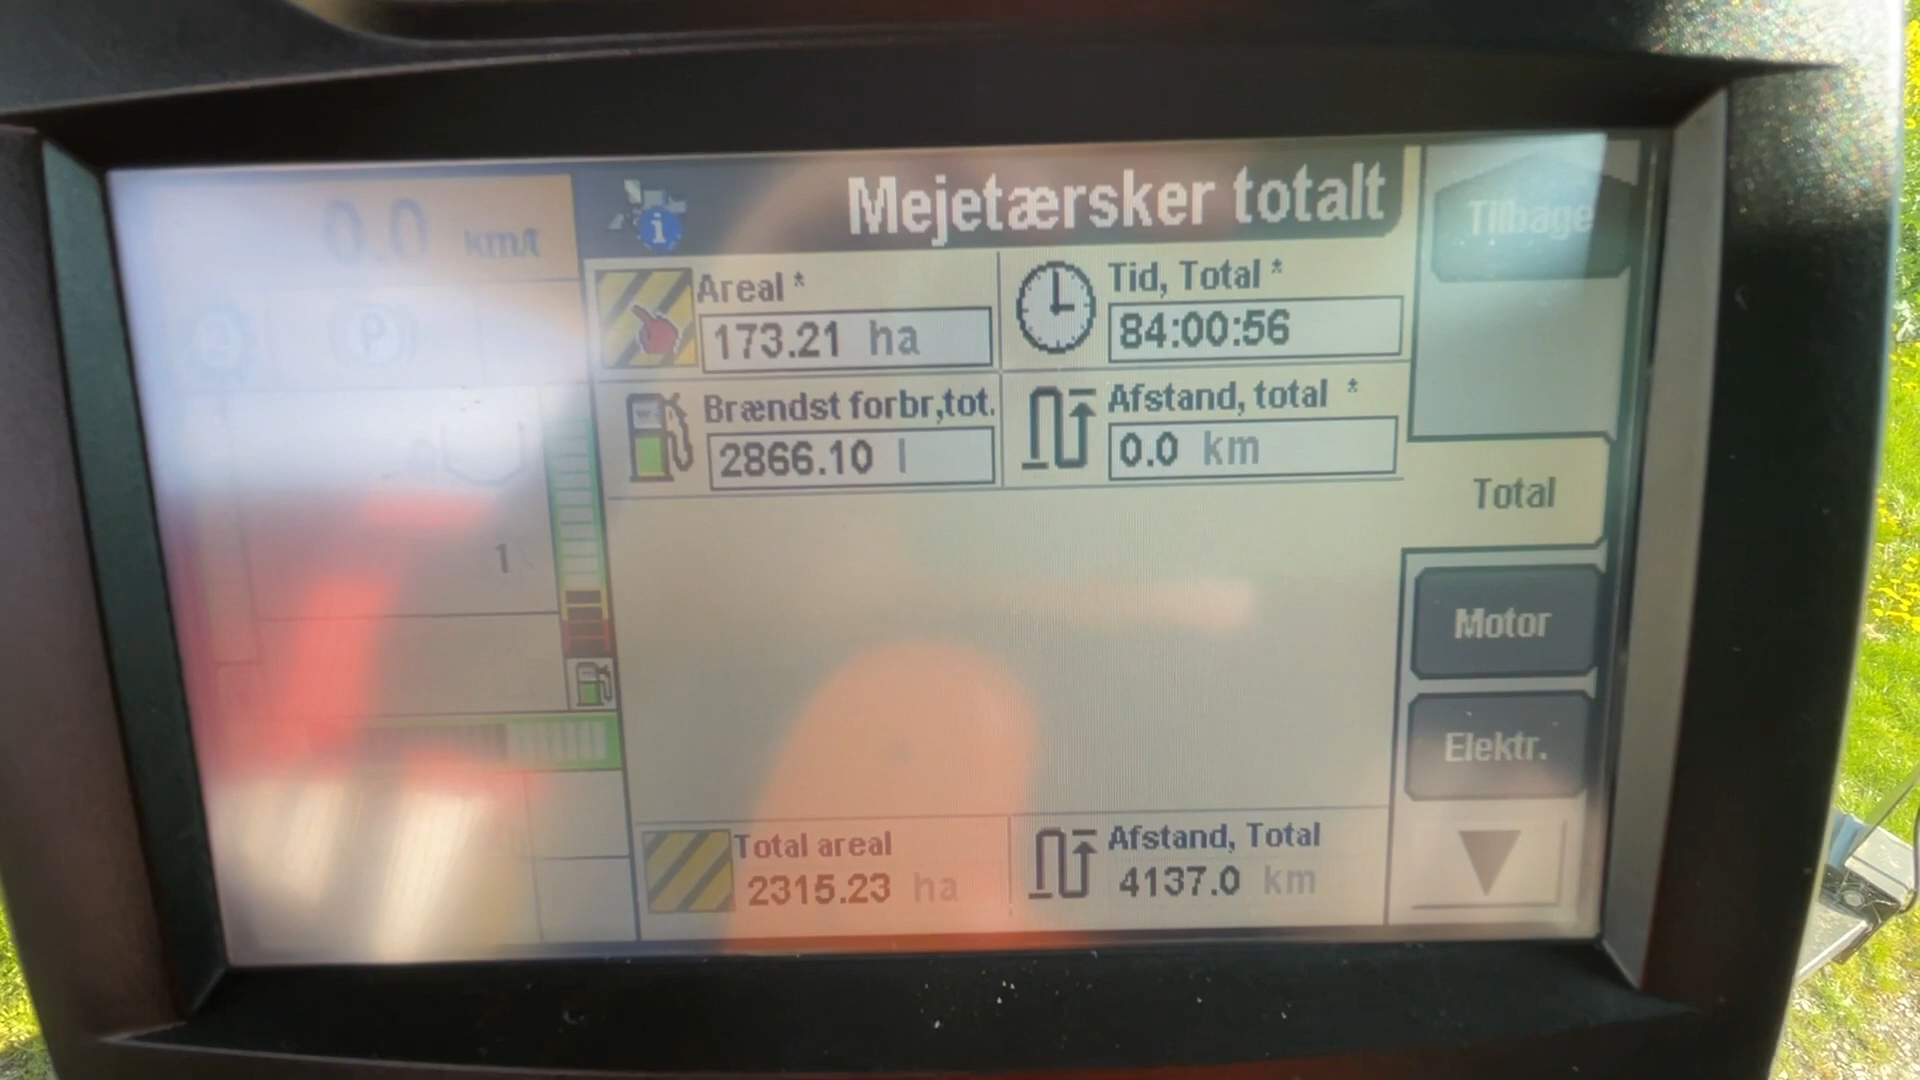 Mejetærsker totalt
Tilbage
0.0 km/t
Areal *
173.21 ha
Tid, Total *
84:00:56
P
Brændst forbr,tot.
2866.10 l
Afstand, total *
0.0 km
Total
1
Motor
Elektr.
Total areal
2315.23 ha
Afstand, Total
4137.0 km